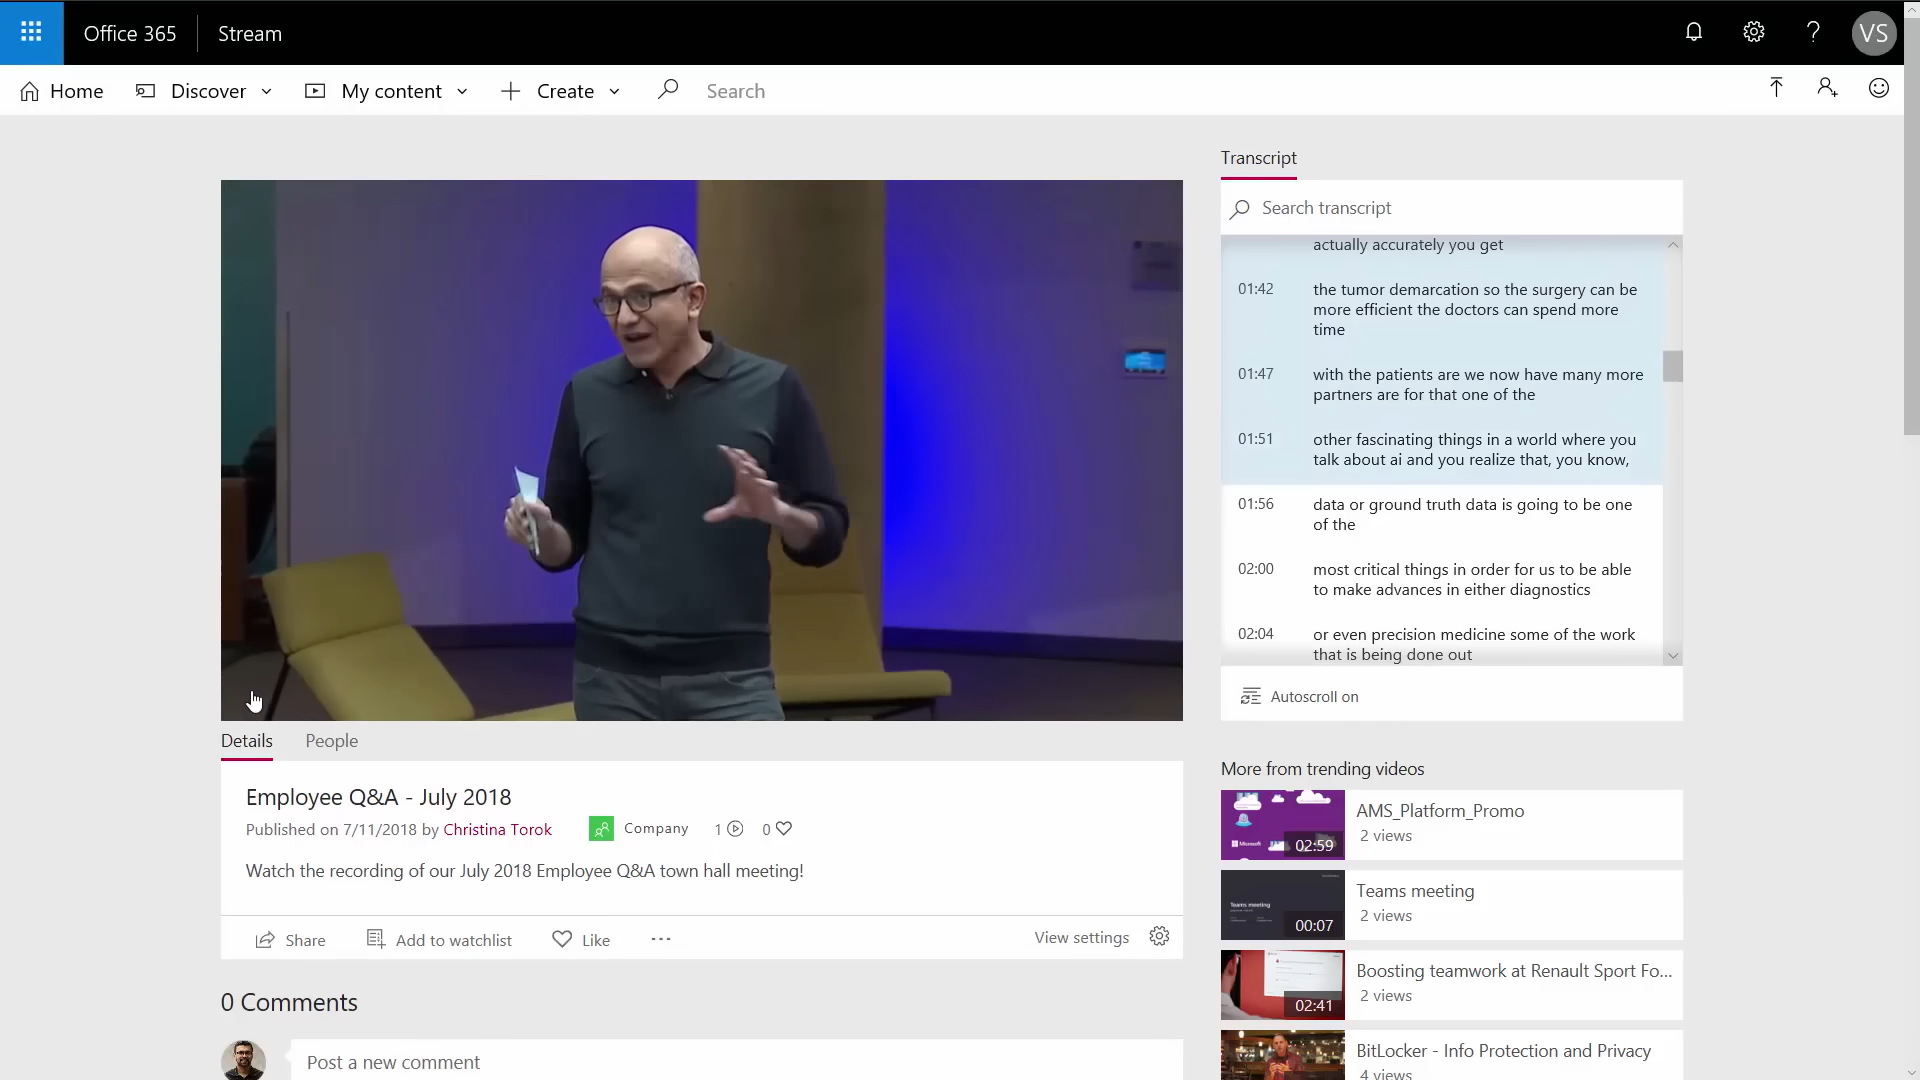 Office 365
Stream
?
VS
Home
Discover
My content
Create
Search
Transcript
Search transcript
actually accurately you get
01:42
the tumor demarcation so the surgery can be
more efficient the doctors can spend more
time
01:47
with the patients are we now have many more
partners are for that one of the
01:51
other fascinating things in a world where you
talk about ai and you realize that, you know,
01:56
data or ground truth data is going to be one
of the
02:00
most critical things in order for us to be able
to make advances in either diagnostics
02:04
or even precision medicine some of the work
that is being done out
Autoscroll on
Details
People
Employee Q&A - July 2018
Published on 7/11/2018 by Christina Torok
Company
1
0
Watch the recording of our July 2018 Employee Q&A town hall meeting!
Share
Add to watchlist
Like
...
View settings
0 Comments
Post a new comment
More from trending videos
Microsoft
02:59
AMS_Platform_Promo
2 views
Teams meeting
00:07
Teams meeting
2 views
02:41
Boosting teamwork at Renault Sport Fo...
2 views
BitLocker - Info Protection and Privacy
4 views